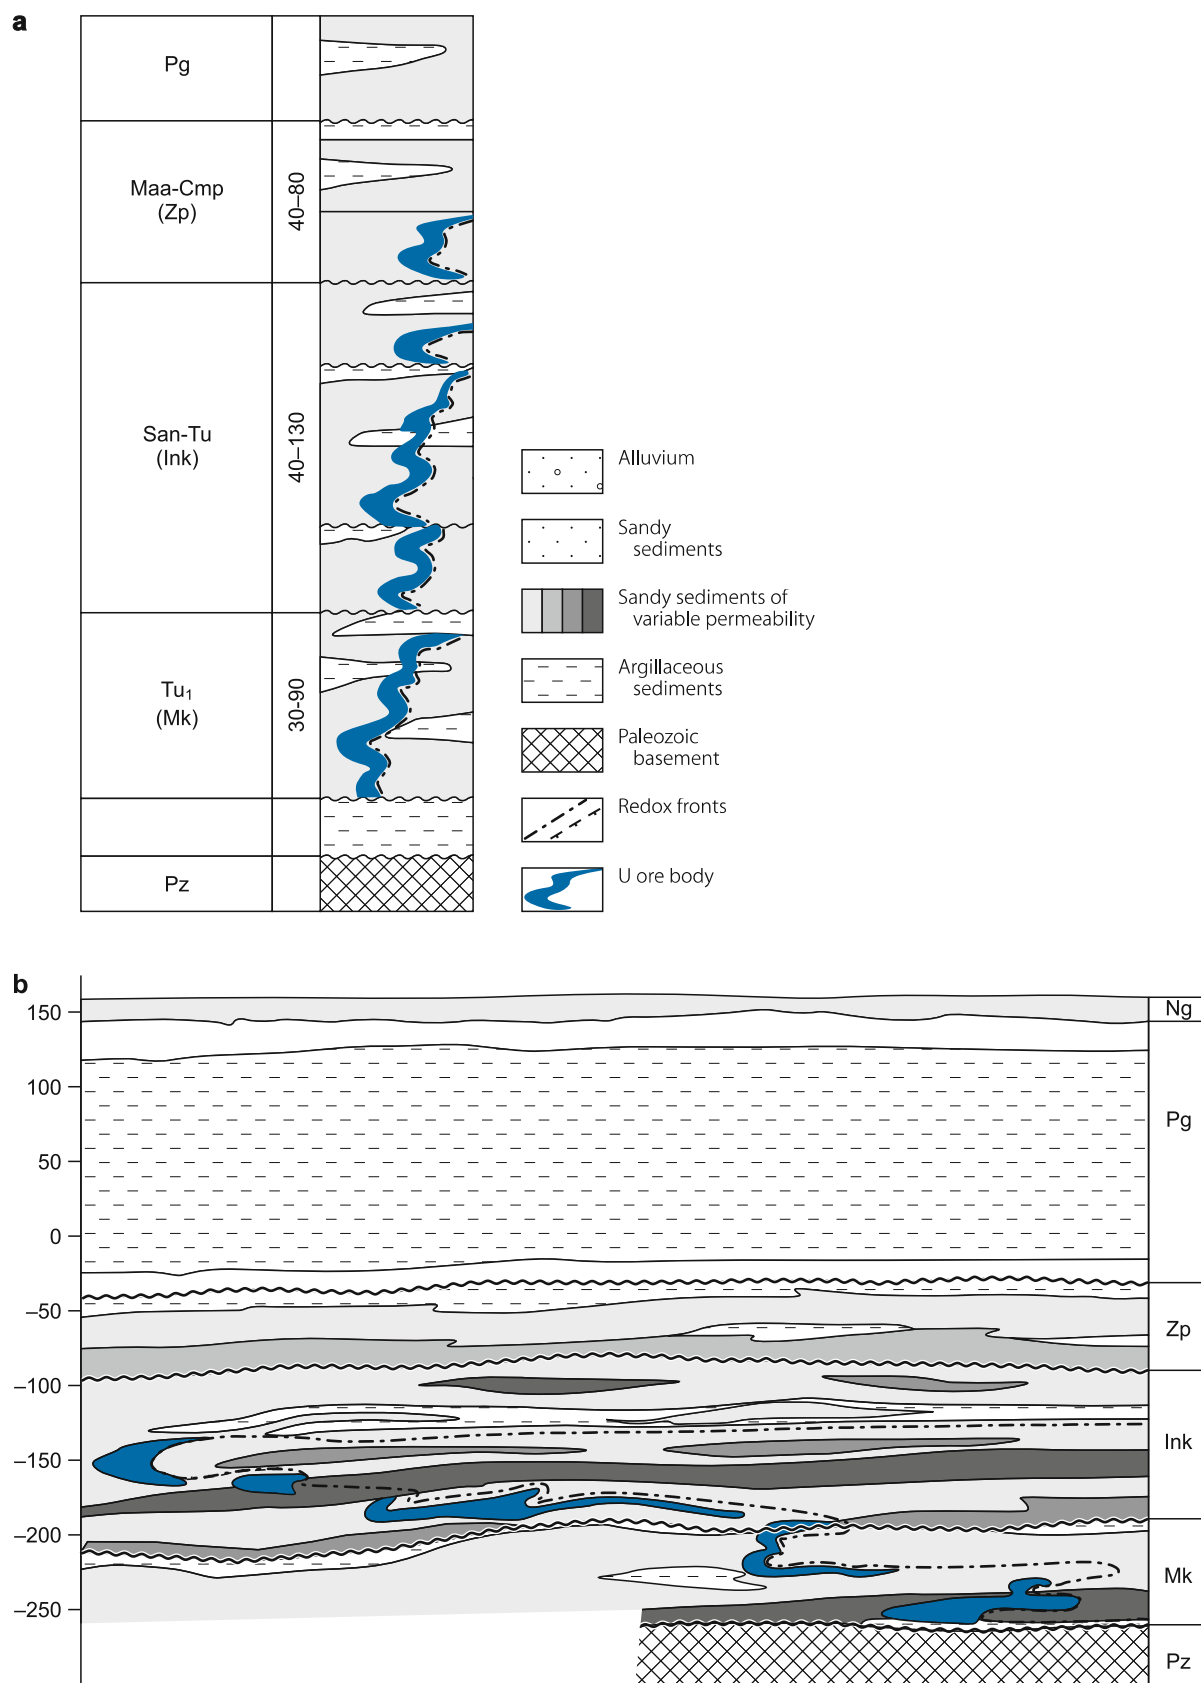 a
Pg
Maa-Cmp
(Zp)
40–80
San-Tu
(Ink)
40–130
Tu1
(Mk)
30-90
Pz
Alluvium
Sandy
sediments
Sandy sediments of
variable permeability
Argillaceous
sediments
Paleozoic
basement
Redox fronts
U ore body
b
150
100
50
0
–50
–100
–150
–200
–250
Ng
Pg
Zp
Ink
Mk
Pz